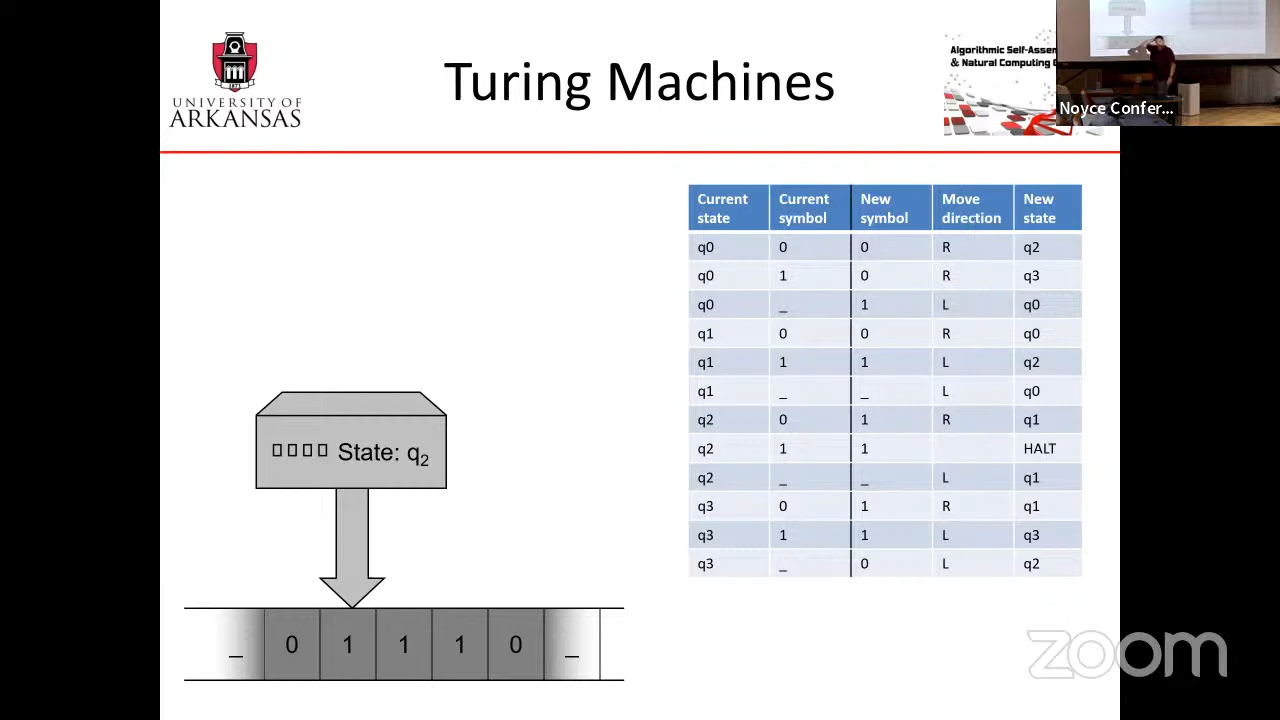 UNIVERSITY OF
ARKANSAS
Turing Machines
Algorithmic Self-Assem
& Natural Computing
Noyce Confer...
Current state Current symbol New symbol Move direction New state
q0 0 0 R q2
q0 1 0 R q3
q0 _ 1 L q0
q1 0 0 R q0
q1 1 1 L q2
q1 _ _ L q0
q2 0 1 R q1
q2 1 1 HALT
q2 _ _ L q1
q3 0 1 R q1
q3 1 1 L q3
q3 _ 0 L q2
State: q2
_ 0 1 1 1 0 _
zoom